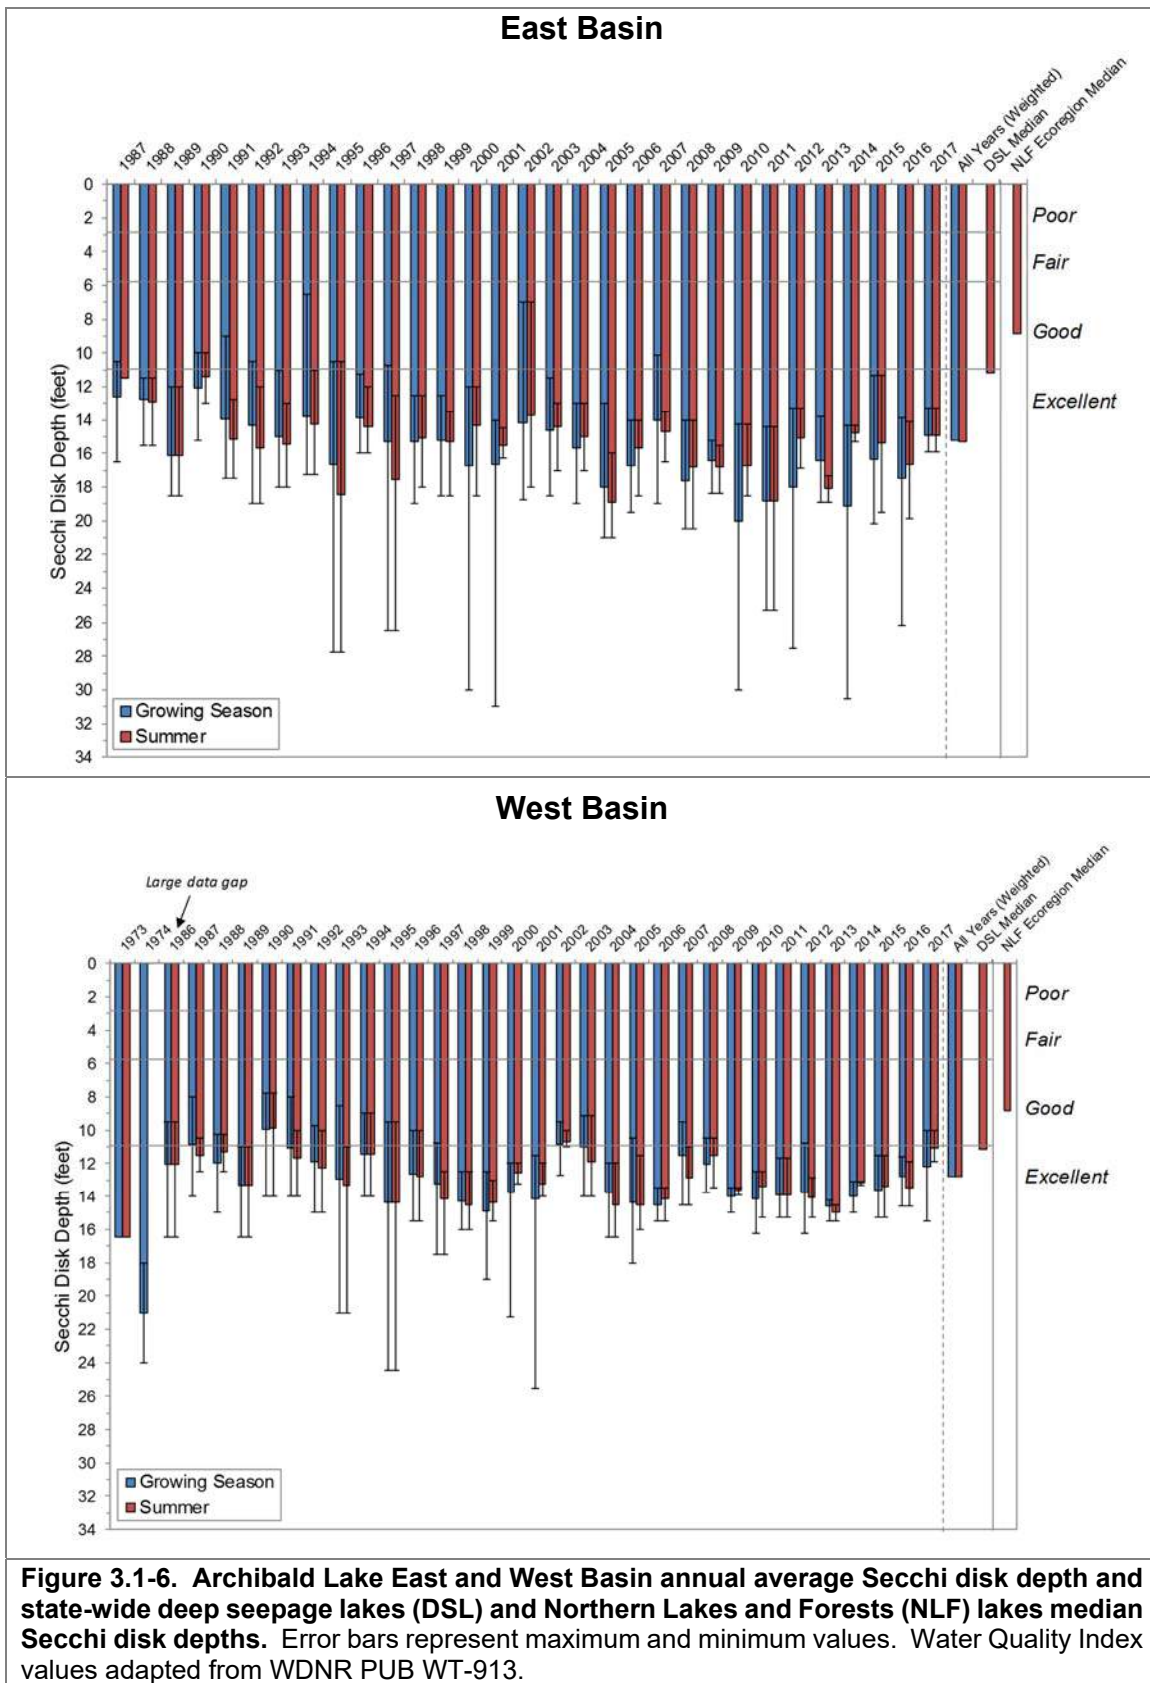 East Basin
1987 1988 1989 1990 1991 1992 1993 1994 1995 1996 1997 1998 1999 2000 2001 2002 2003 2004 2005 2006 2007 2008 2009 2010 2011 2012 2013 2014 2015 2016 2017 All Years (Weighted) DSL Median NLF Ecoregion Median
0
2
4
6
8
10
12
14
16
18
20
22
24
26
28
30
32
34
Secchi Disk Depth (feet)
Poor
Fair
Good
Excellent
Growing Season
Summer
West Basin
Large data gap
1973 1974 1986 1987 1988 1989 1990 1991 1992 1993 1994 1995 1996 1997 1998 1999 2000 2001 2002 2003 2004 2005 2006 2007 2008 2009 2010 2011 2012 2013 2014 2015 2016 2017 All Years (Weighted) DSL Median NLF Ecoregion Median
0
2
4
6
8
10
12
14
16
18
20
22
24
26
28
30
32
34
Secchi Disk Depth (feet)
Poor
Fair
Good
Excellent
Growing Season
Summer
Figure 3.1-6. Archibald Lake East and West Basin annual average Secchi disk depth and
state-wide deep seepage lakes (DSL) and Northern Lakes and Forests (NLF) lakes median
Secchi disk depths. Error bars represent maximum and minimum values. Water Quality Index
values adapted from WDNR PUB WT-913.